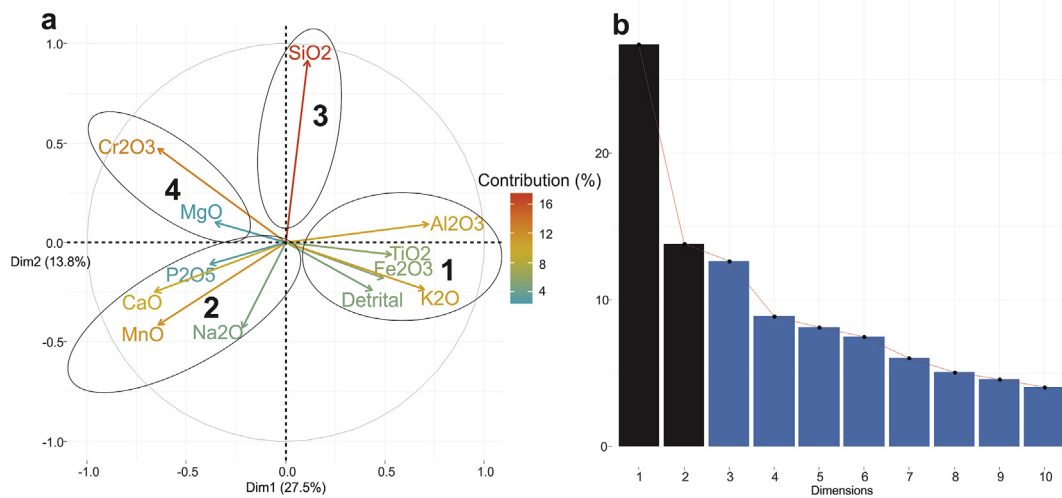 a
1.0
SiO2
3
Cr2O3
0.5
4
MgO
Al2O3
0.0
Dim2 (13.8%)
TiO2
Fe2O3
1
P2O5
CaO
2
Detrital
K2O
MnO
Na2O
-0.5
-1.0
-1.0
-0.5
0.0
0.5
1.0
Dim1 (27.5%)
Contribution (%)
16
12
8
4
b
20
10
0
1 2 3 4 5 6 7 8 9 10
Dimensions